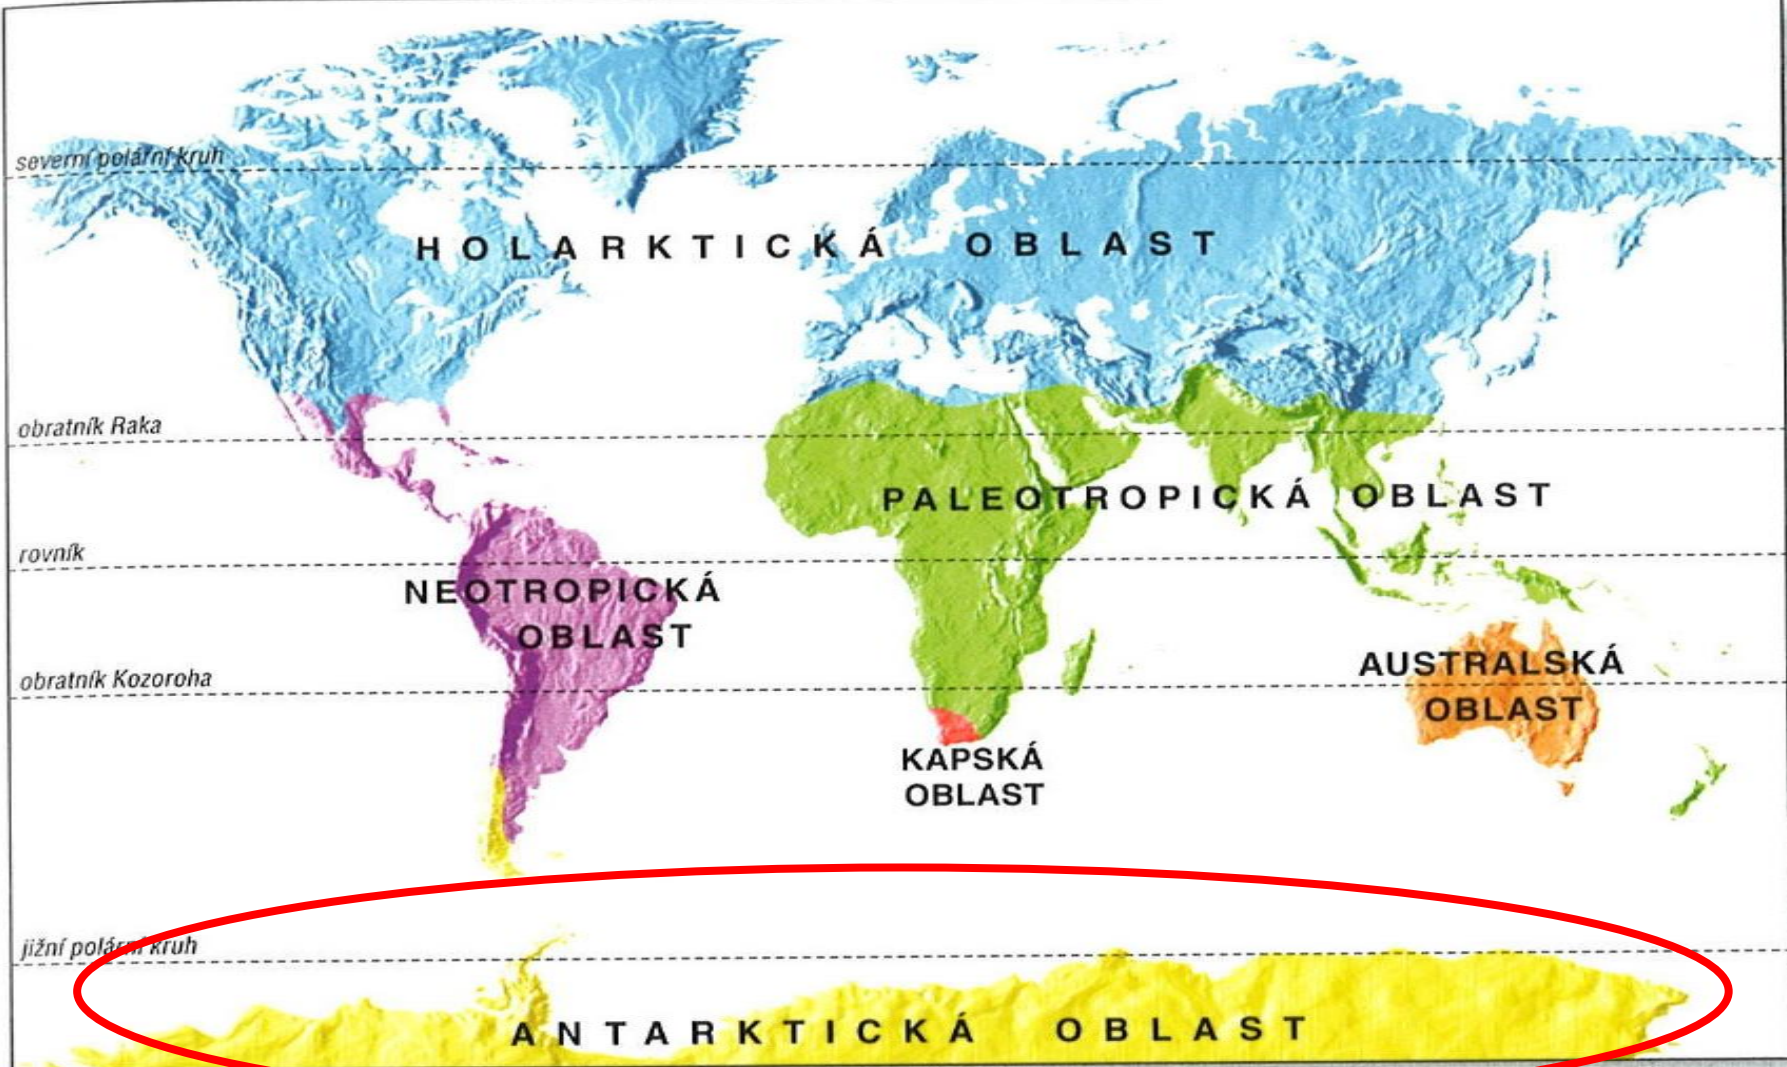 severní polární kruh
HOLARKTICKÁ OBLAST
obratník Raka
PALEOTROPICKÁ OBLAST
rovník
NEOTROPICKÁ
OBLAST
obratník Kozoroha
AUSTRALSKÁ
OBLAST
KAPSKÁ
OBLAST
jižní polární kruh
ANTARKTICKÁ OBLAST